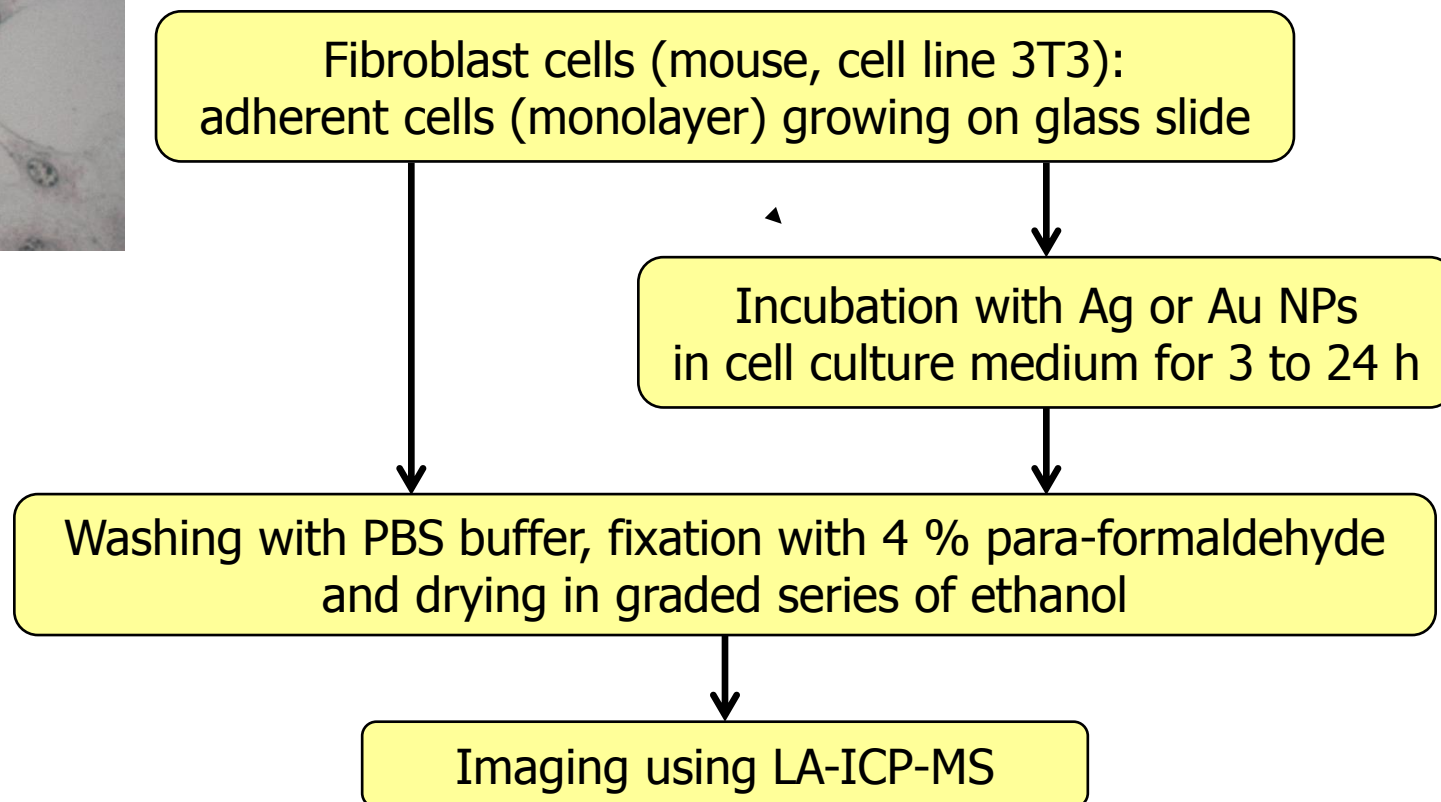 Fibroblast cells (mouse, cell line 3T3):
adherent cells (monolayer) growing on glass slide
Incubation with Ag or Au NPs
in cell culture medium for 3 to 24 h
Washing with PBS buffer, fixation with 4 % para-formaldehyde
and drying in graded series of ethanol
Imaging using LA-ICP-MS